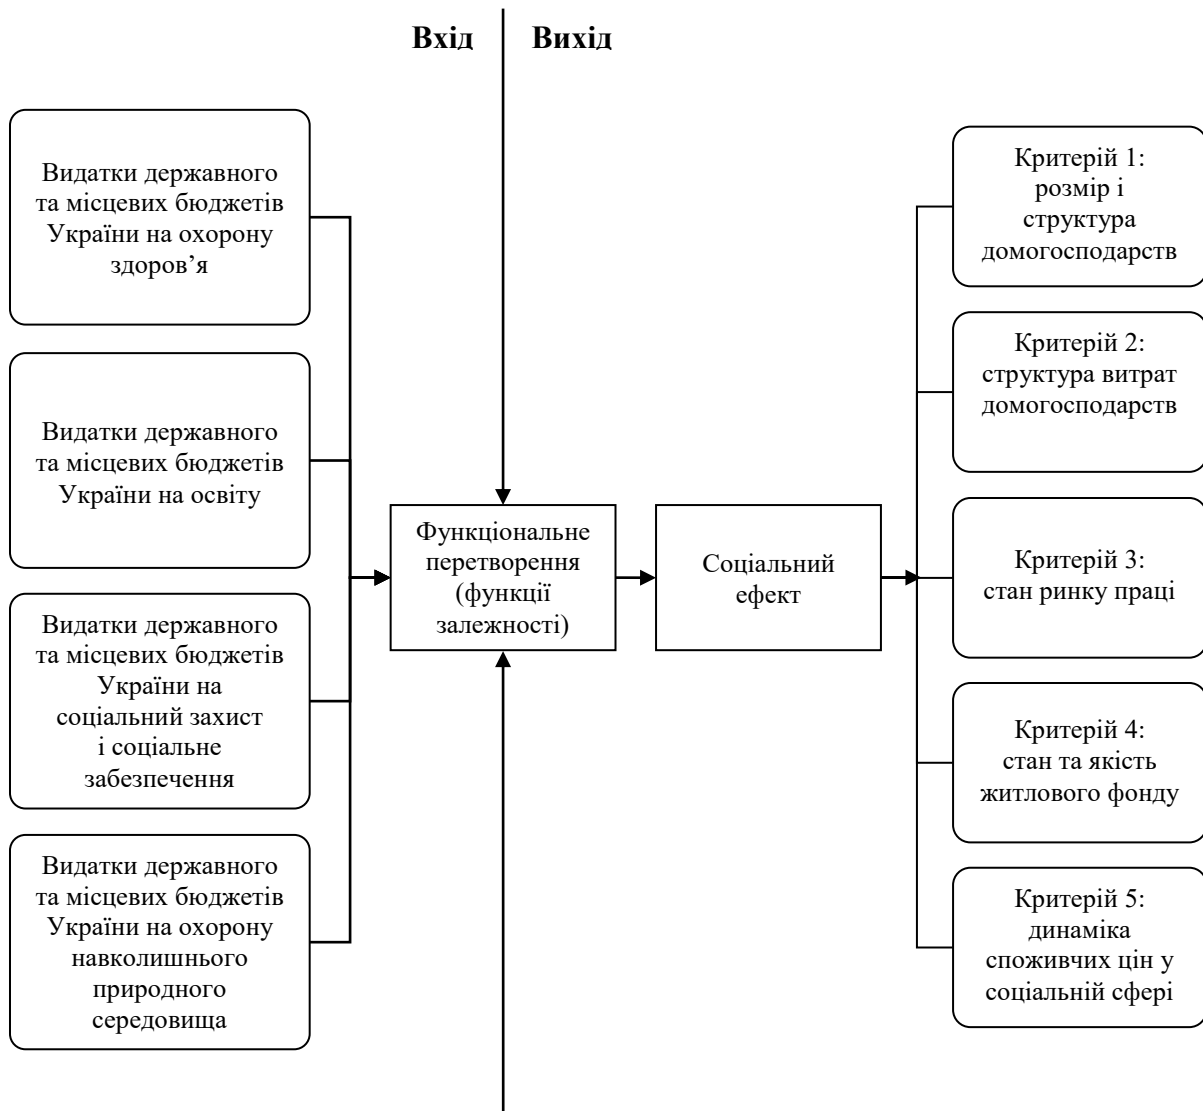 Вхід
Вихід
Видатки державного
та місцевих бюджетів
України на охорону
здоров’я
Видатки державного
та місцевих бюджетів
України на освіту
Видатки державного
та місцевих бюджетів
України на
соціальний захист
і соціальне
забезпечення
Видатки державного
та місцевих бюджетів
України на охорону
навколишнього
природного
середовища
Функціональне
перетворення
(функції
залежності)
Соціальний
ефект
Критерій 1:
розмір і
структура
домогосподарств
Критерій 2:
структура витрат
домогосподарств
Критерій 3:
стан ринку праці
Критерій 4:
стан та якість
житлового фонду
Критерій 5:
динаміка
споживчих цін у
соціальній сфері